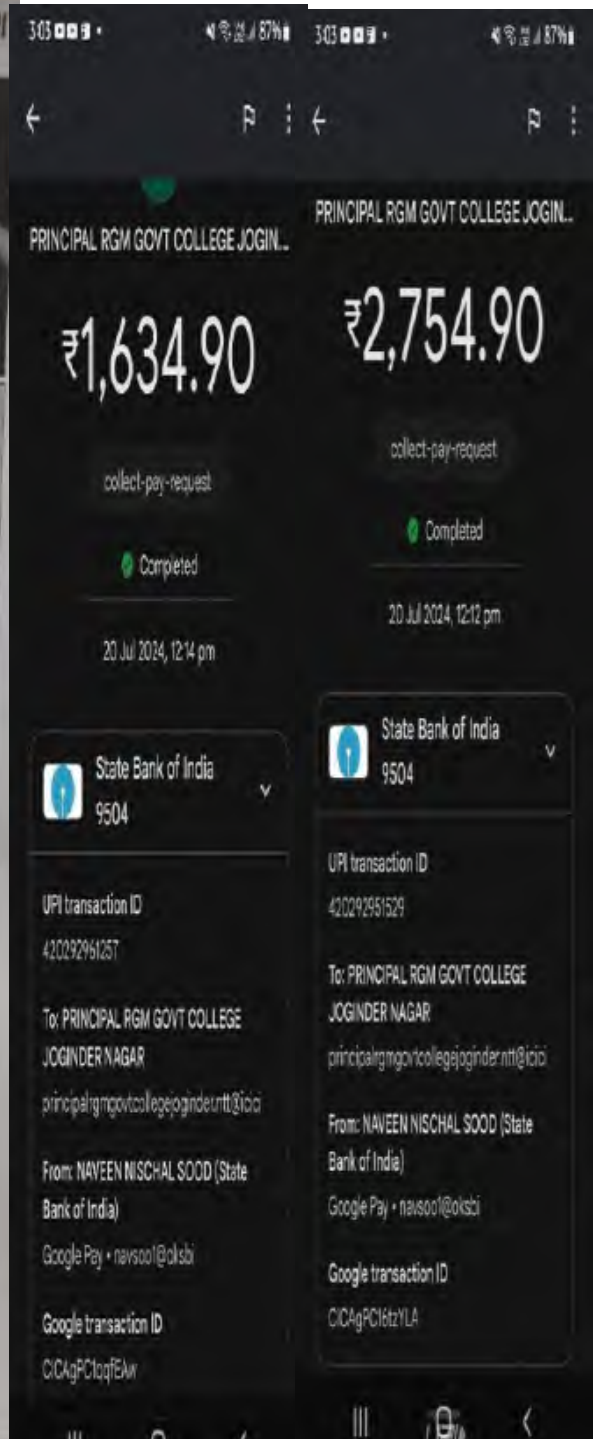 3:03
87%
PRINCIPAL RGM GOVT COLLEGE JOGIN...
₹1,634.90
collect-pay-request
Completed
20 Jul 2024, 12:14 pm
State Bank of India
9504
UPI transaction ID
420292961257
To: PRINCIPAL RGM GOVT COLLEGE
JOGINDER NAGAR
principalrgmgovtcollegejoginder.ntt@icici
From: NAVEEN NISCHAL SOOD (State
Bank of India)
Google Pay • navsoo1@oksbi
Google transaction ID
3:03
87%
PRINCIPAL RGM GOVT COLLEGE JOGIN...
₹2,754.90
collect-pay-request
Completed
20 Jul 2024, 12:12 pm
State Bank of India
9504
UPI transaction ID
420292951529
To: PRINCIPAL RGM GOVT COLLEGE
JOGINDER NAGAR
principalrgmgovtcollegejoginder.ntt@icici
From: NAVEEN NISCHAL SOOD (State
Bank of India)
Google Pay • navsoo1@oksbi
Google transaction ID
CICAgPC16tzYLA